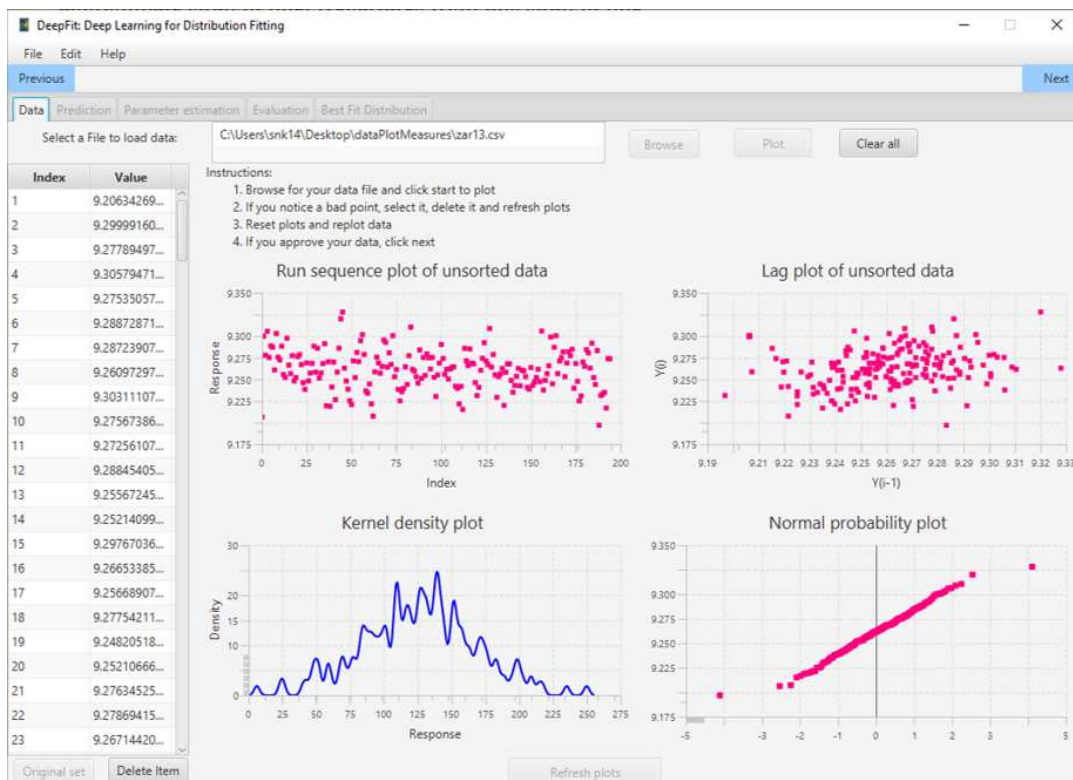 DeepFit: Deep Learning for Distribution Fitting
File Edit Help
Previous Next
Data Prediction Parameter estimation Evaluation Best Fit Distribution
Select a File to load data: C:\Users\snk14\Desktop\dataPlotMeasures\zar13.csv Browse Plot Clear all
Instructions:
1. Browse for your data file and click start to plot
2. If you notice a bad point, select it, delete it and refresh plots
3. Reset plots and replot data
4. If you approve your data, click next
Index Value
1 9.20634269...
2 9.29999160...
3 9.27789497...
4 9.30579471...
5 9.27535057...
6 9.28872871...
7 9.28723907...
8 9.26097297...
9 9.30311107...
10 9.27567386...
11 9.27256107...
12 9.28845405...
13 9.25567245...
14 9.25214099...
15 9.29767036...
16 9.26653385...
17 9.25668907...
18 9.27754211...
19 9.24820518...
20 9.25210666...
21 9.27634525...
22 9.27869415...
23 9.26714420...
Original set Delete Item
Run sequence plot of unsorted data
Response
9.350
9.300
9.275
9.250
9.225
9.175
0 25 50 75 100 125 150 175 200
Index
Lag plot of unsorted data
Y(i)
9.350
9.300
9.275
9.250
9.225
9.175
9.19 9.21 9.22 9.23 9.24 9.25 9.26 9.27 9.28 9.29 9.30 9.31 9.32 9.33
Y(i-1)
Kernel density plot
Density
30
25
20
15
10
0
0 25 50 75 100 125 150 175 200 225 250 275
Response
Normal probability plot
9.350
9.300
9.275
9.250
9.225
9.175
-5 -3 -2 -1 0 1 2 3 5
Refresh plots